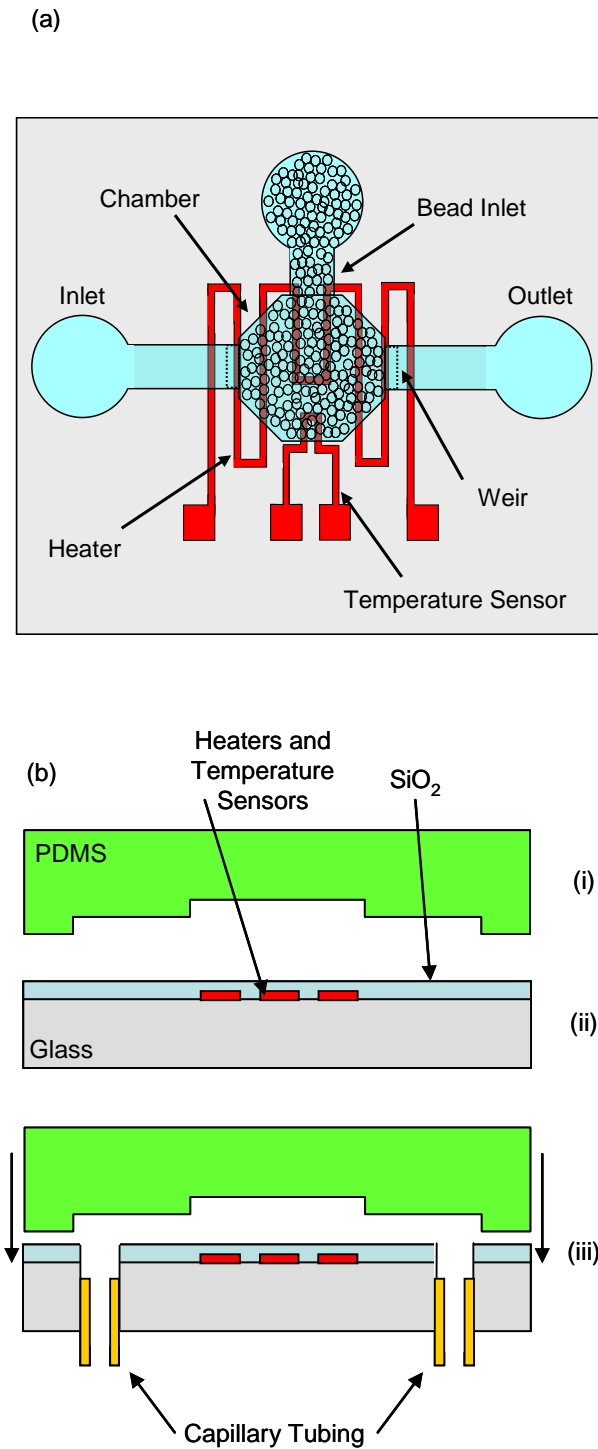 (a)
Chamber
Bead Inlet
Inlet
Outlet
Weir
Heater
Temperature Sensor
(b)
Heaters and
Temperature
Sensors
SiO₂
PDMS
(i)
Glass
(ii)
(iii)
Capillary Tubing